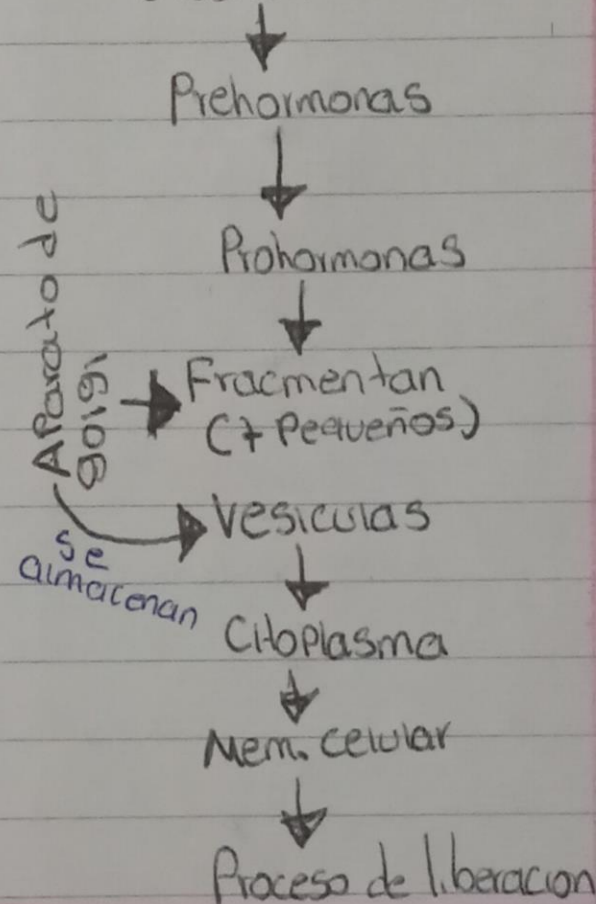 Prehormonas
Prohormonas
Aparato de
golgi
Fracmentan
(+ Pequeños)
Vesiculas
se
almacenan
Citoplasma
Mem. celular
Proceso de liberacion